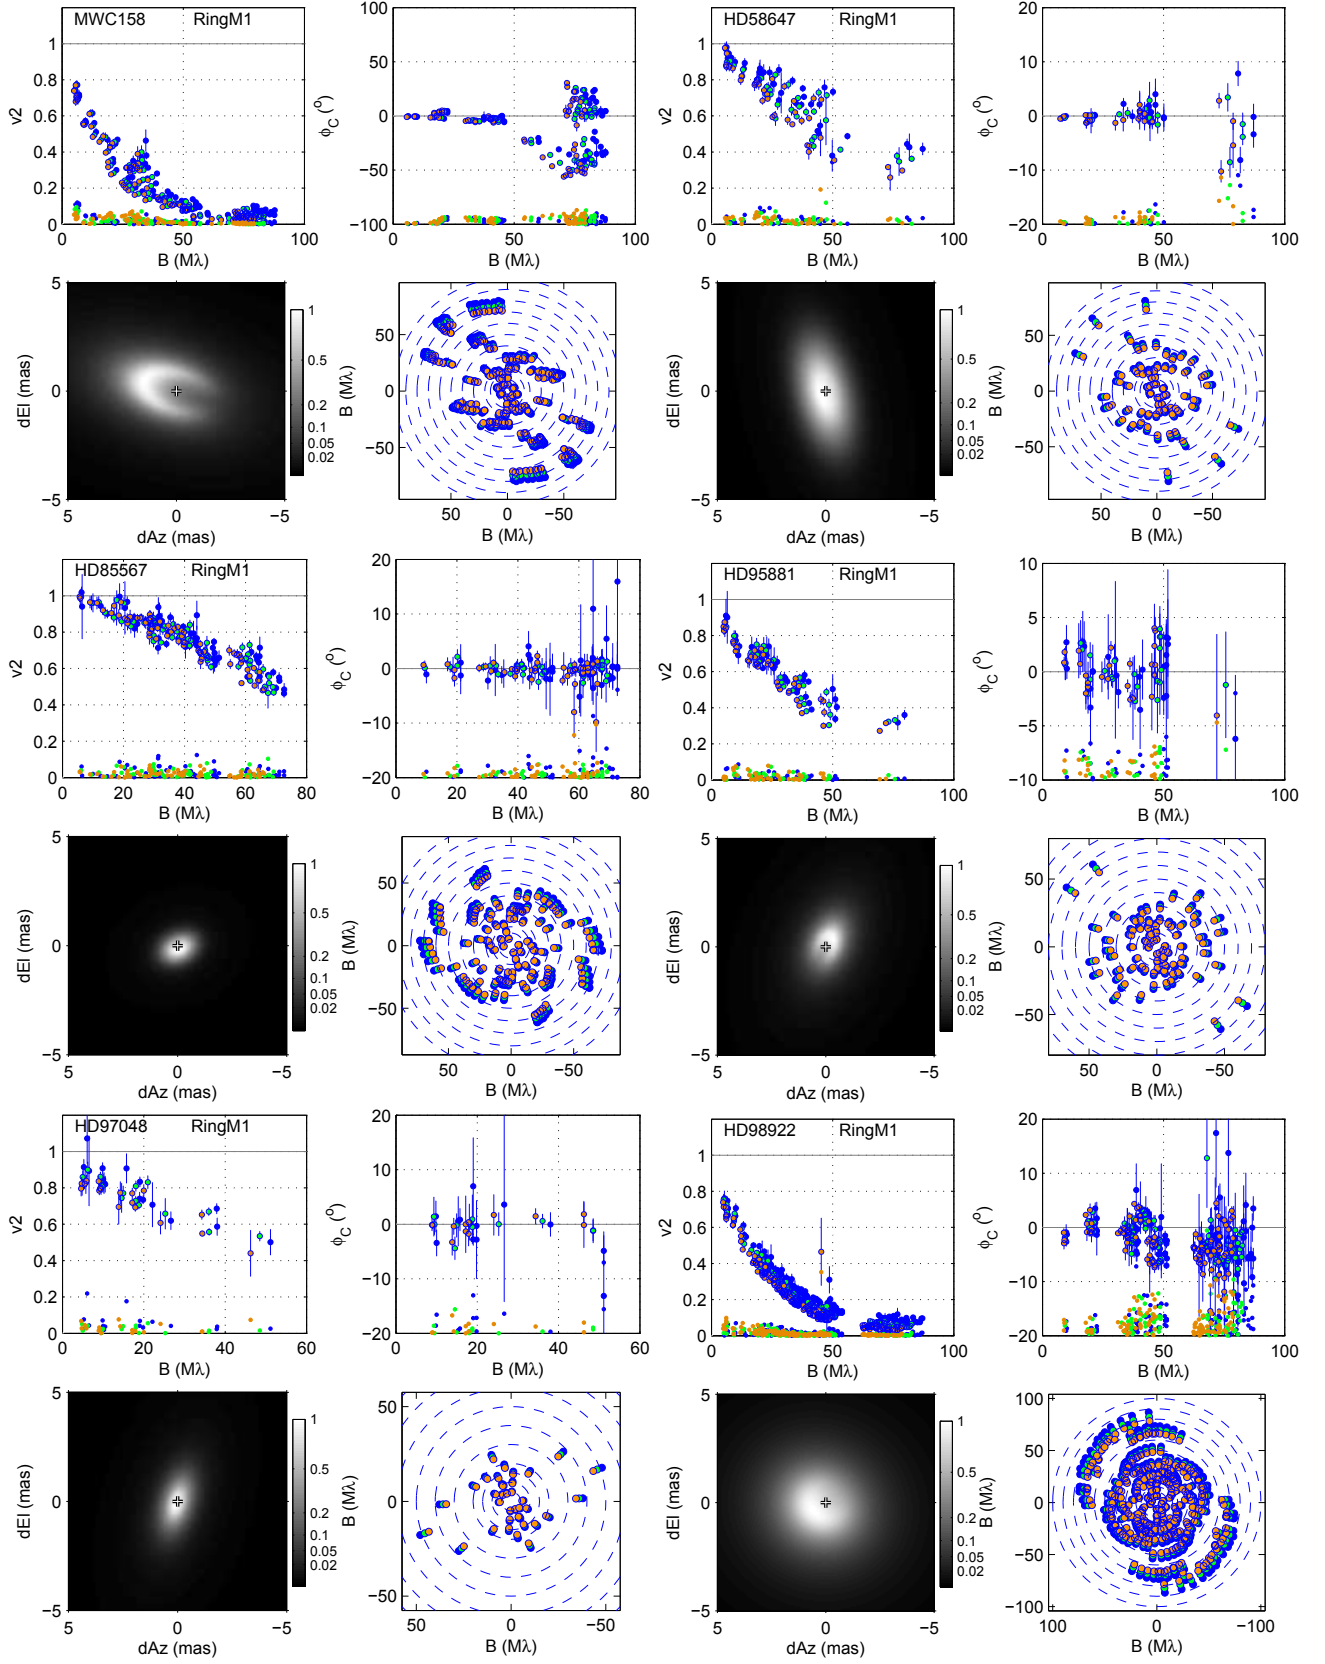 MWC158 RingM1
v2
1
0.8
0.6
0.4
0.2
0
0 50 100
B (Mλ)
ϕC (°)
100
50
0
−50
−100
0 50 100
B (Mλ)
HD58647 RingM1
v2
1
0.8
0.6
0.4
0.2
0
0 50 100
B (Mλ)
ϕC (°)
20
10
0
−10
−20
0 50 100
B (Mλ)
dEl (mas)
5
0
−5
5 0 −5
dAz (mas)
1
0.5
0.2
0.1
0.05
0.02
B (Mλ)
50
0
−50
50 0 −50
B (Mλ)
dEl (mas)
5
0
−5
5 0 −5
dAz (mas)
1
0.5
0.2
0.1
0.05
0.02
B (Mλ)
50
0
−50
50 0 −50
B (Mλ)
HD85567 RingM1
v2
1
0.8
0.6
0.4
0.2
0
0 20 40 60 80
B (Mλ)
ϕC (°)
20
10
0
−10
−20
0 20 40 60 80
B (Mλ)
HD95881 RingM1
v2
1
0.8
0.6
0.4
0.2
0
0 50 100
B (Mλ)
ϕC (°)
10
5
0
−5
−10
0 50 100
B (Mλ)
dEl (mas)
5
0
−5
5 0 −5
dAz (mas)
1
0.5
0.2
0.1
0.05
0.02
B (Mλ)
50
0
−50
50 0 −50
B (Mλ)
dEl (mas)
5
0
−5
5 0 −5
dAz (mas)
1
0.5
0.2
0.1
0.05
0.02
B (Mλ)
50
0
−50
50 0 −50
B (Mλ)
HD97048 RingM1
v2
1
0.8
0.6
0.4
0.2
0
0 20 40 60
B (Mλ)
ϕC (°)
20
10
0
−10
−20
0 20 40 60
B (Mλ)
HD98922 RingM1
v2
1
0.8
0.6
0.4
0.2
0
0 50 100
B (Mλ)
ϕC (°)
20
10
0
−10
−20
0 50 100
B (Mλ)
dEl (mas)
5
0
−5
5 0 −5
dAz (mas)
1
0.5
0.2
0.1
0.05
0.02
B (Mλ)
50
0
−50
50 0 −50
B (Mλ)
dEl (mas)
5
0
−5
5 0 −5
dAz (mas)
1
0.5
0.2
0.1
0.05
0.02
B (Mλ)
100
50
0
−50
−100
100 0 −100
B (Mλ)